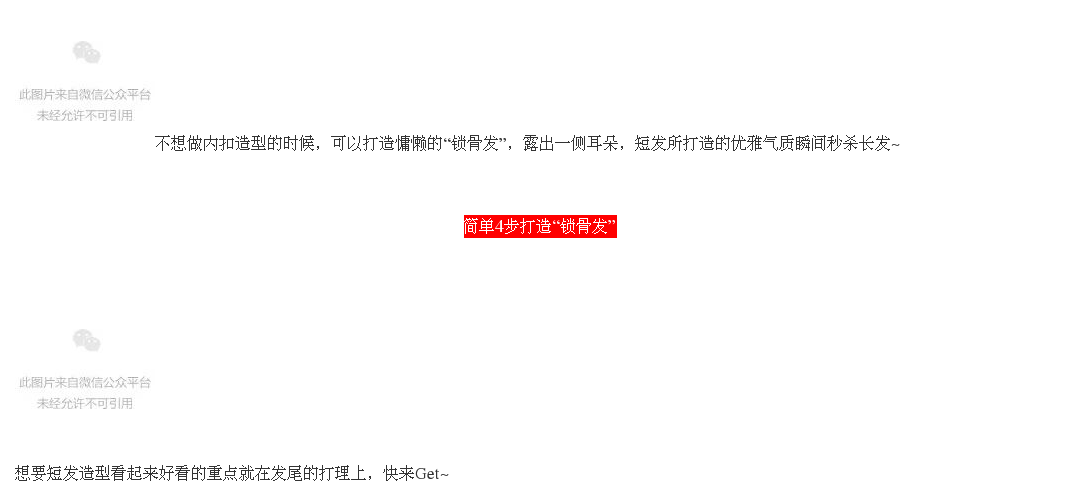 此图片来自微信公众平台
未经允许不可引用
不想做内扣造型的时候，可以打造慵懒的“锁骨发”，露出一侧耳朵，短发所打造的优雅气质瞬间秒杀长发~
简单4步打造“锁骨发”
此图片来自微信公众平台
未经允许不可引用
想要短发造型看起来好看的重点就在发尾的打理上，快来Get~